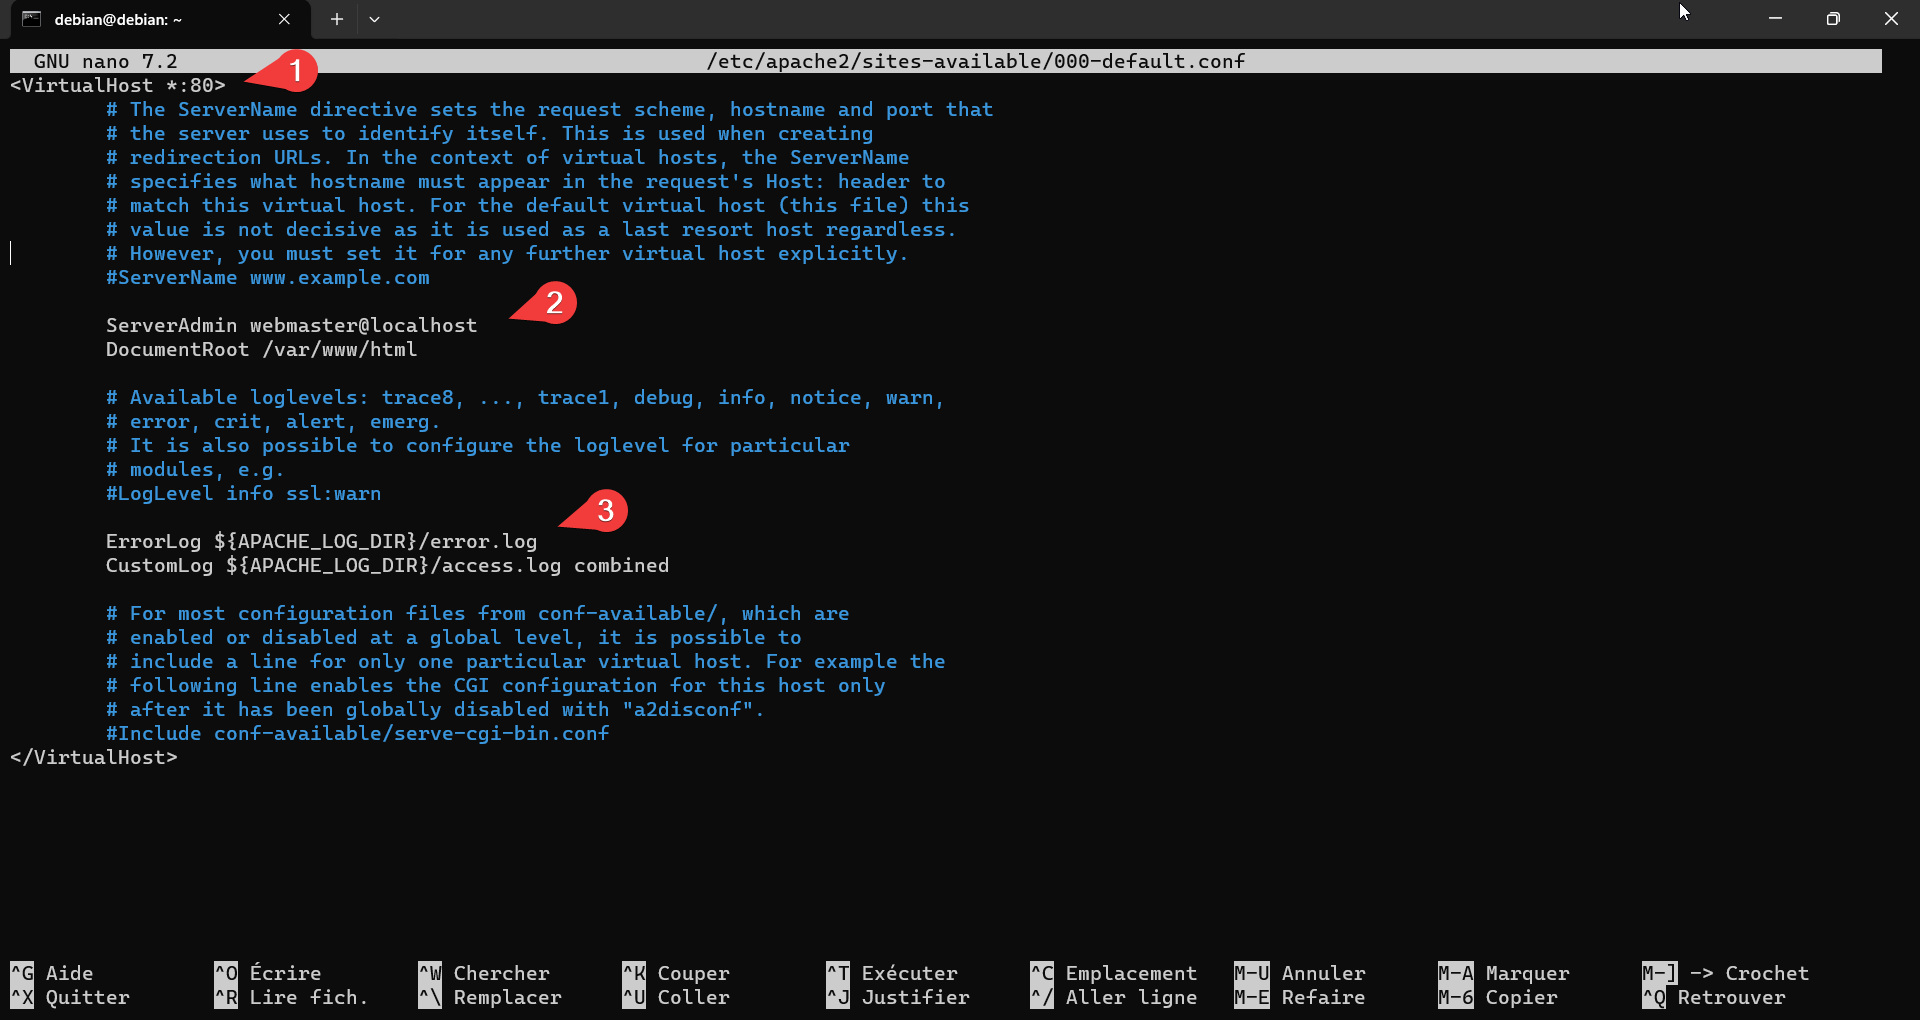 debian@debian: ~
GNU nano 7.2 /etc/apache2/sites-available/000-default.conf
1
<VirtualHost *:80>
# The ServerName directive sets the request scheme, hostname and port that
# the server uses to identify itself. This is used when creating
# redirection URLs. In the context of virtual hosts, the ServerName
# specifies what hostname must appear in the request's Host: header to
# match this virtual host. For the default virtual host (this file) this
# value is not decisive as it is used as a last resort host regardless.
# However, you must set it for any further virtual host explicitly.
#ServerName www.example.com
2
ServerAdmin webmaster@localhost
DocumentRoot /var/www/html
# Available loglevels: trace8, ..., trace1, debug, info, notice, warn,
# error, crit, alert, emerg.
# It is also possible to configure the loglevel for particular
# modules, e.g.
#LogLevel info ssl:warn
3
ErrorLog ${APACHE_LOG_DIR}/error.log
CustomLog ${APACHE_LOG_DIR}/access.log combined
# For most configuration files from conf-available/, which are
# enabled or disabled at a global level, it is possible to
# include a line for only one particular virtual host. For example the
# following line enables the CGI configuration for this host only
# after it has been globally disabled with "a2disconf".
#Include conf-available/serve-cgi-bin.conf
</VirtualHost>
^G Aide ^O Écrire ^W Chercher ^K Couper ^T Exécuter ^C Emplacement M-U Annuler M-A Marquer M-] -> Crochet
^X Quitter ^R Lire fich. ^\ Remplacer ^U Coller ^J Justifier ^/ Aller ligne M-E Refaire M-6 Copier ^Q Retrouver